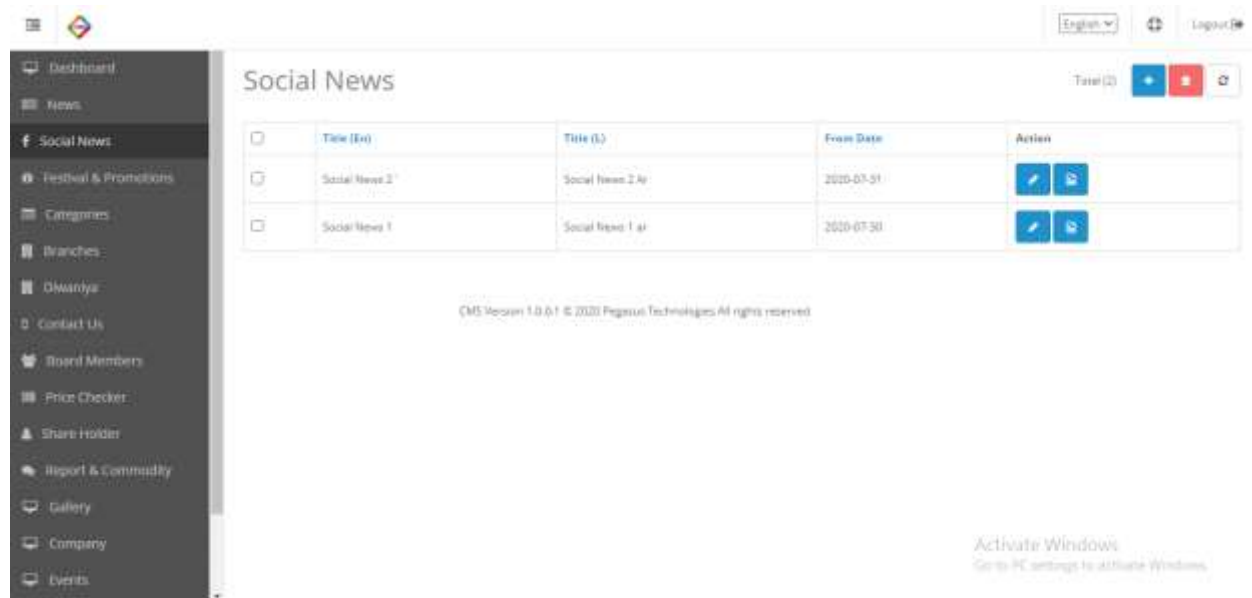 English
Logout
Dashboard
News
Social News
Festival & Promotions
Categories
Branches
Diwaniya
Contact Us
Board Members
Price Checker
Share Holder
Report & Commodity
Gallery
Company
Events
Social News
Total (2)
Title (En) Title (L) From Date Action
Social News 2 Social News 2 Ar 2020-07-31
Social News 1 Social News 1 ar 2020-07-30
CMS Version 1.0.0.1 © 2020 Pegasus Technologies All rights reserved
Activate Windows
Go to PC settings to activate Windows.